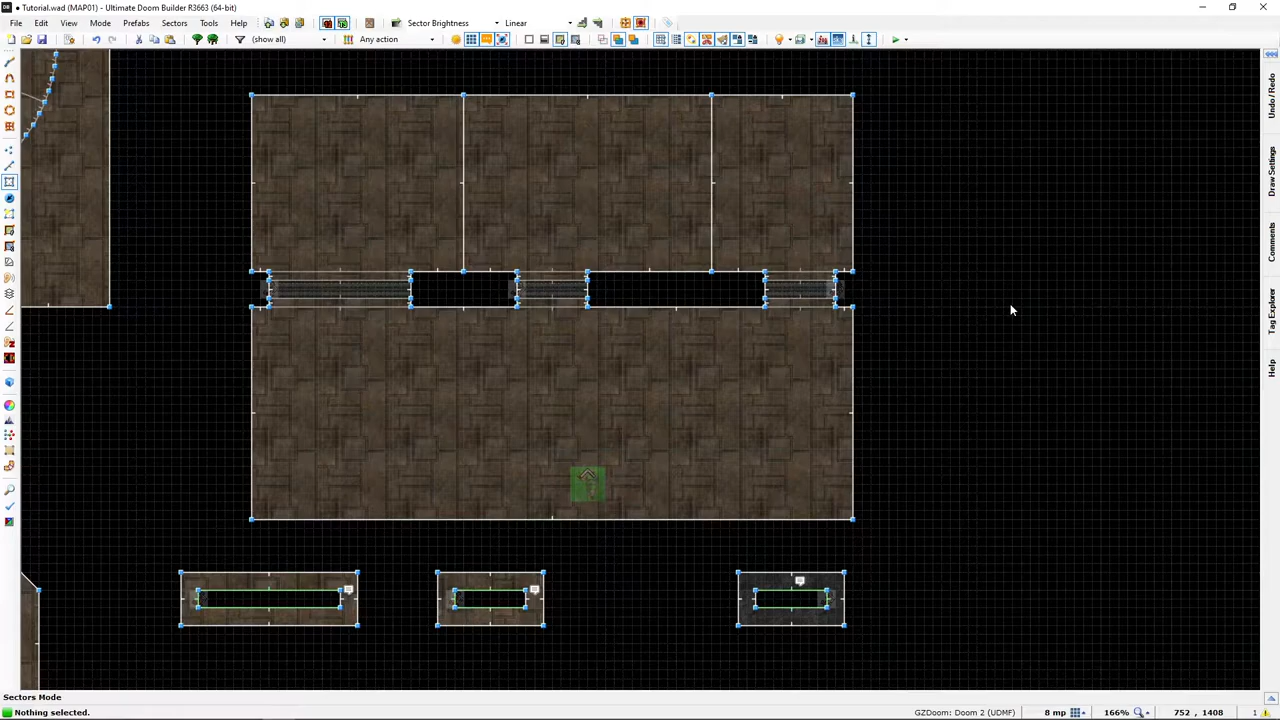 Tutorial.wad (MAP01) - Ultimate Doom Builder R3663 (64-bit)
File Edit View Mode Prefabs Sectors Tools Help
Sector Brightness
Linear
(show all)
Any action
Undo / Redo
Draw Settings
Comments
Tag Explorer
Help
Sectors Mode
Nothing selected.
GZDoom: Doom 2 (UDMF)
8 mp
166%
752 , 1408
1